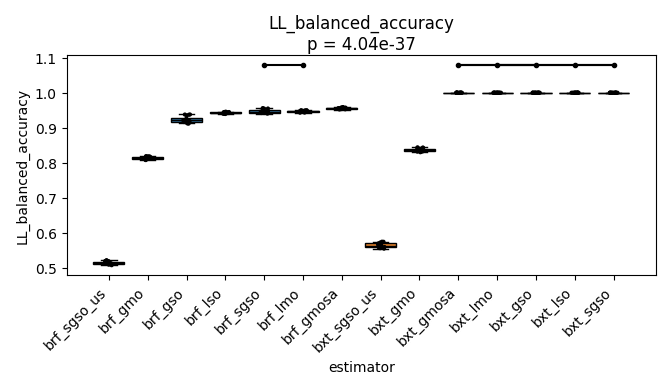 LL_balanced_accuracy
p = 4.04e-37
LL_balanced_accuracy
1.1
1.0
0.9
0.8
0.7
0.6
0.5
brf_sgso_us
brf_gmo
brf_gso
brf_lso
brf_sgso
brf_lmo
brf_gmosa
bxt_sgso_us
bxt_gmo
bxt_gmosa
bxt_lmo
bxt_gso
bxt_lso
bxt_sgso
estimator